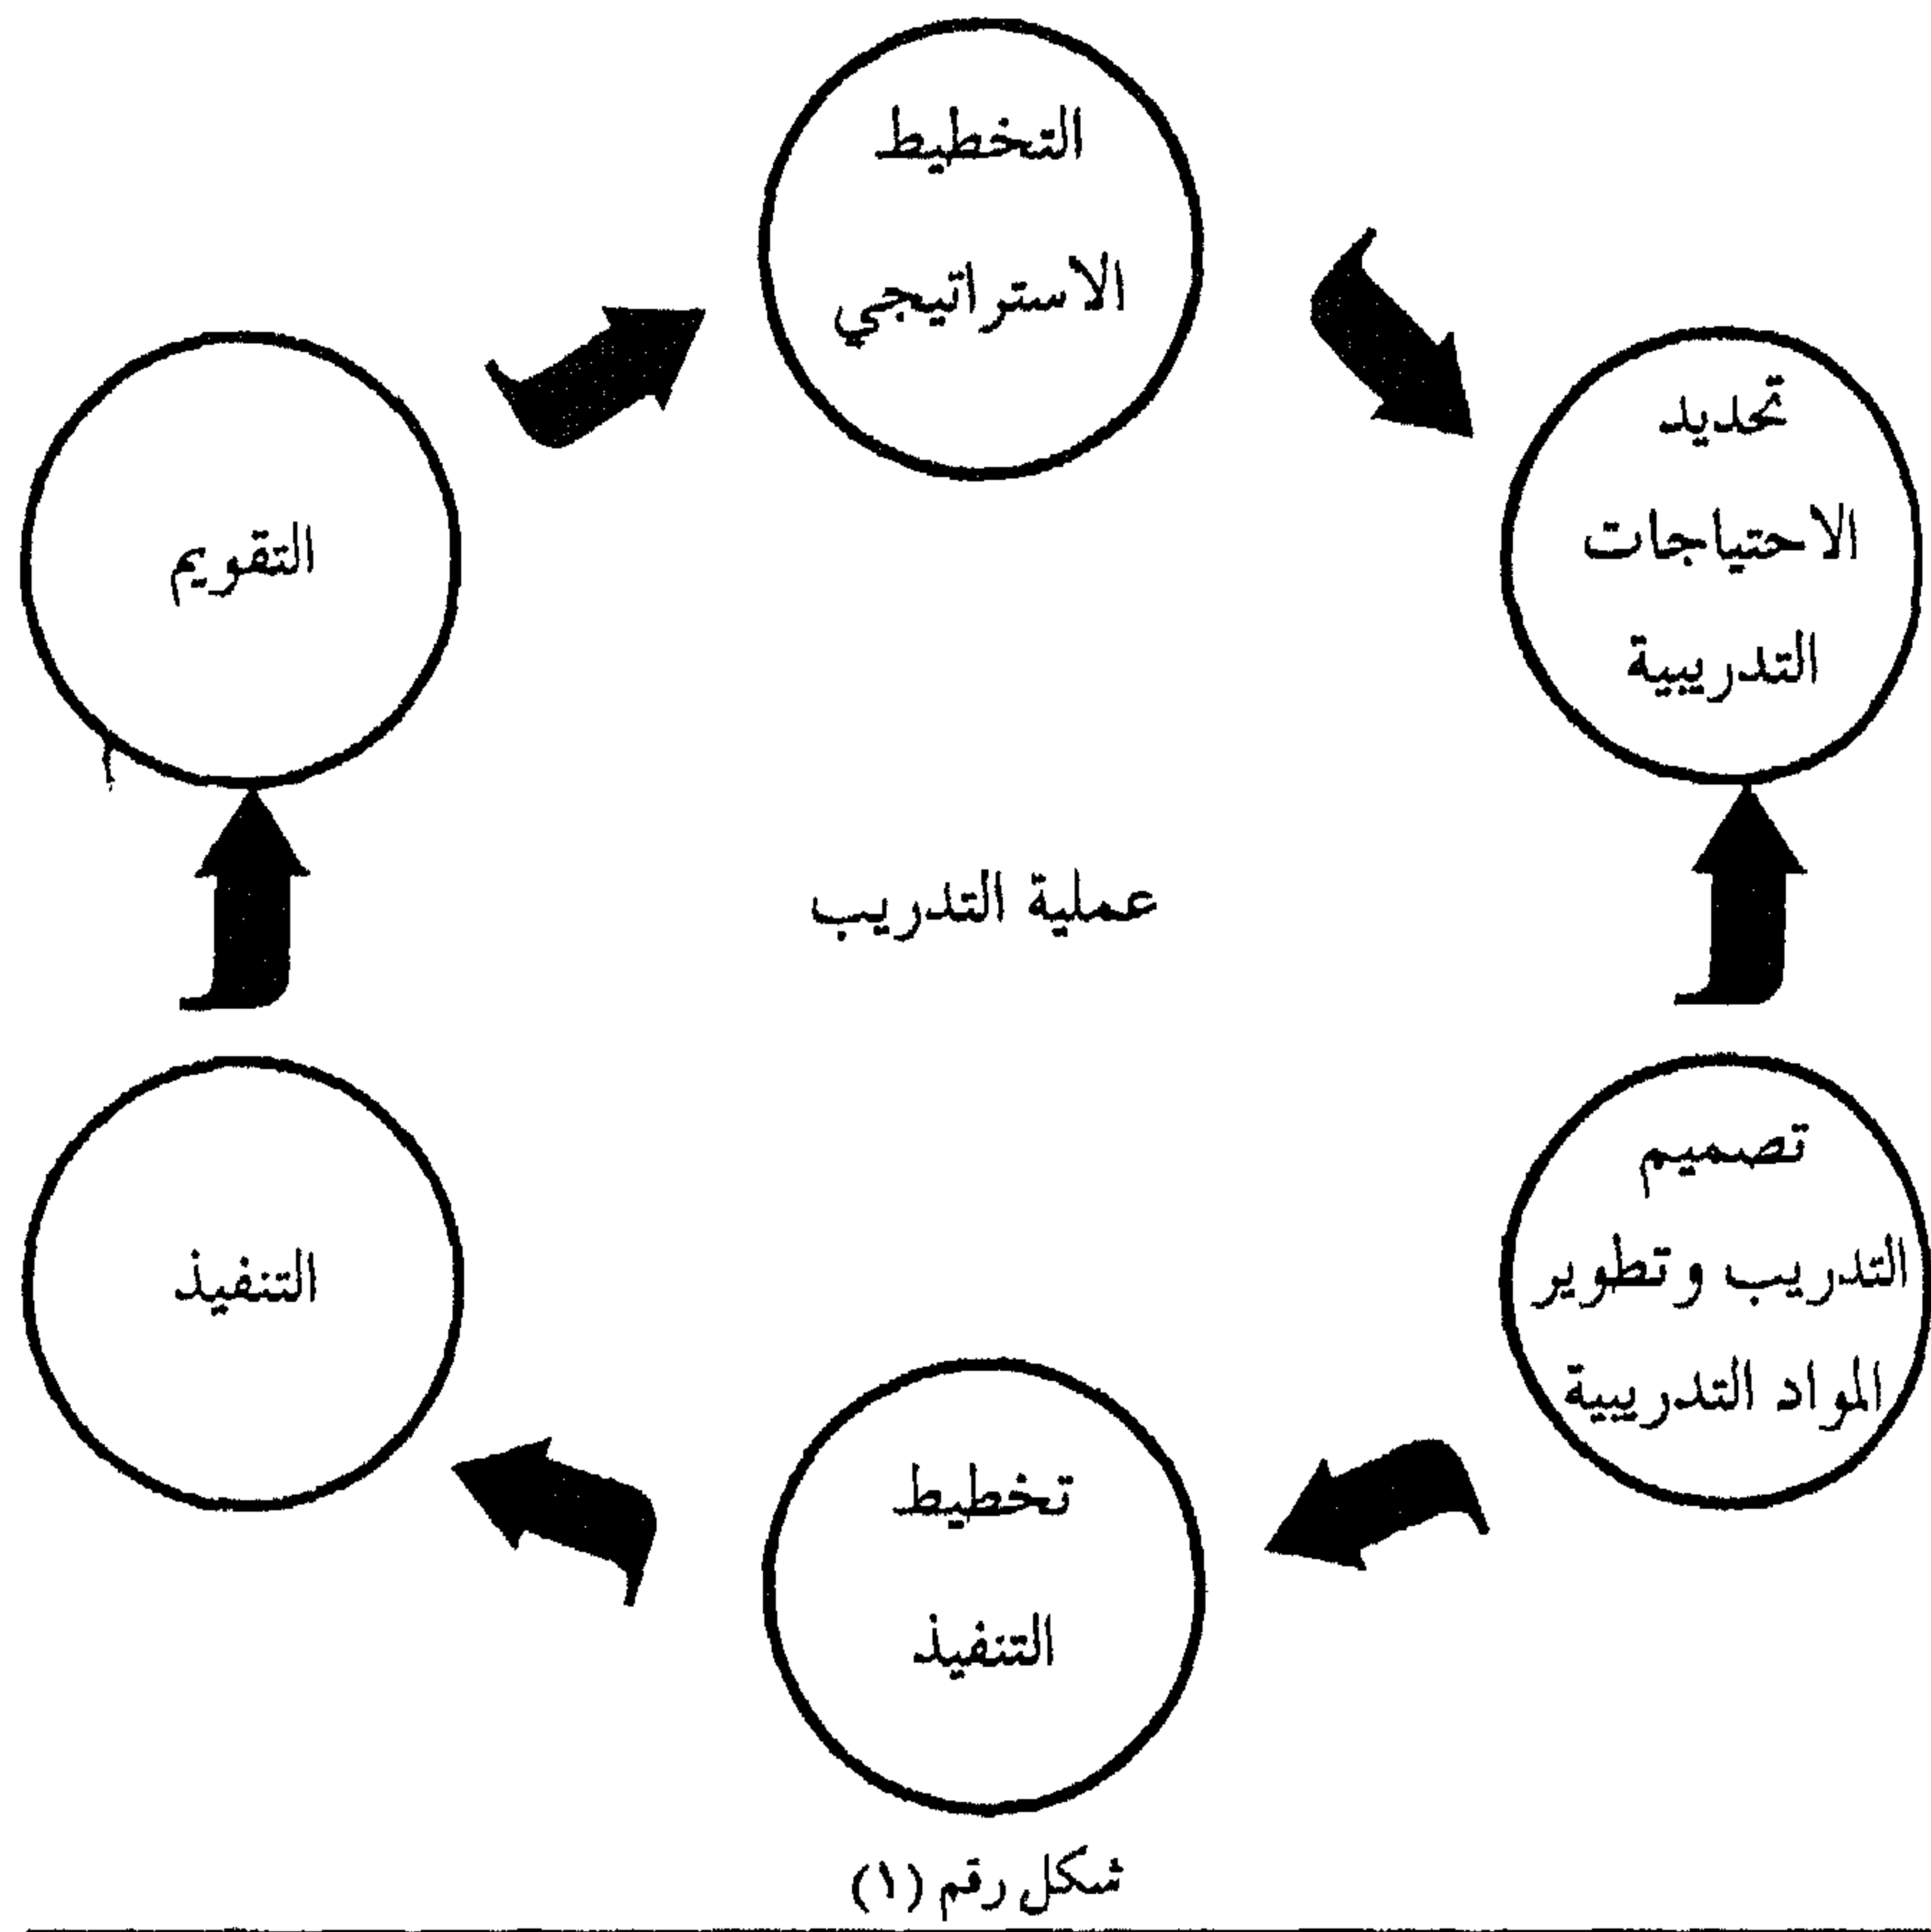 التخطيط
الاستراتيجي
تحديد
الاحتياجات
التدريبية
التقويم
عملية التدريب
تصميم
التدريب وتطوير
المواد التدريبية
التنفيذ
تخطيط
التنفيذ
شكل رقم (١)